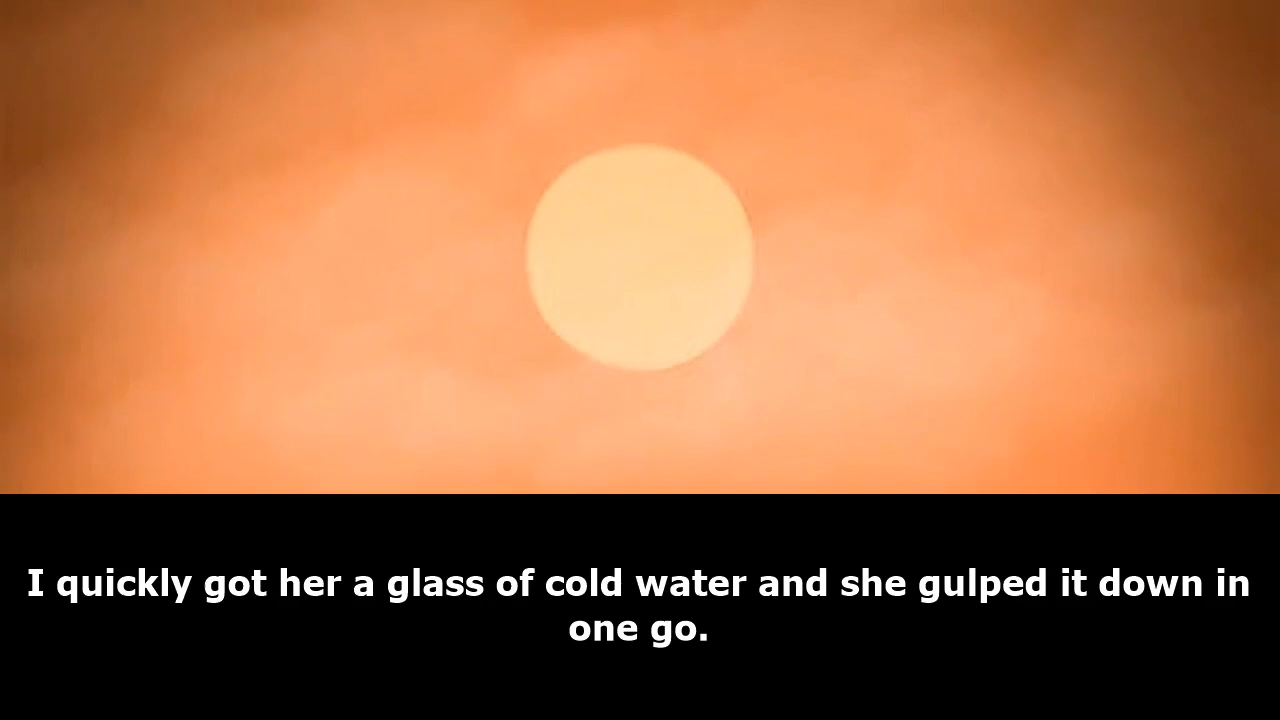 I quickly got her a glass of cold water and she gulped it down in
one go.